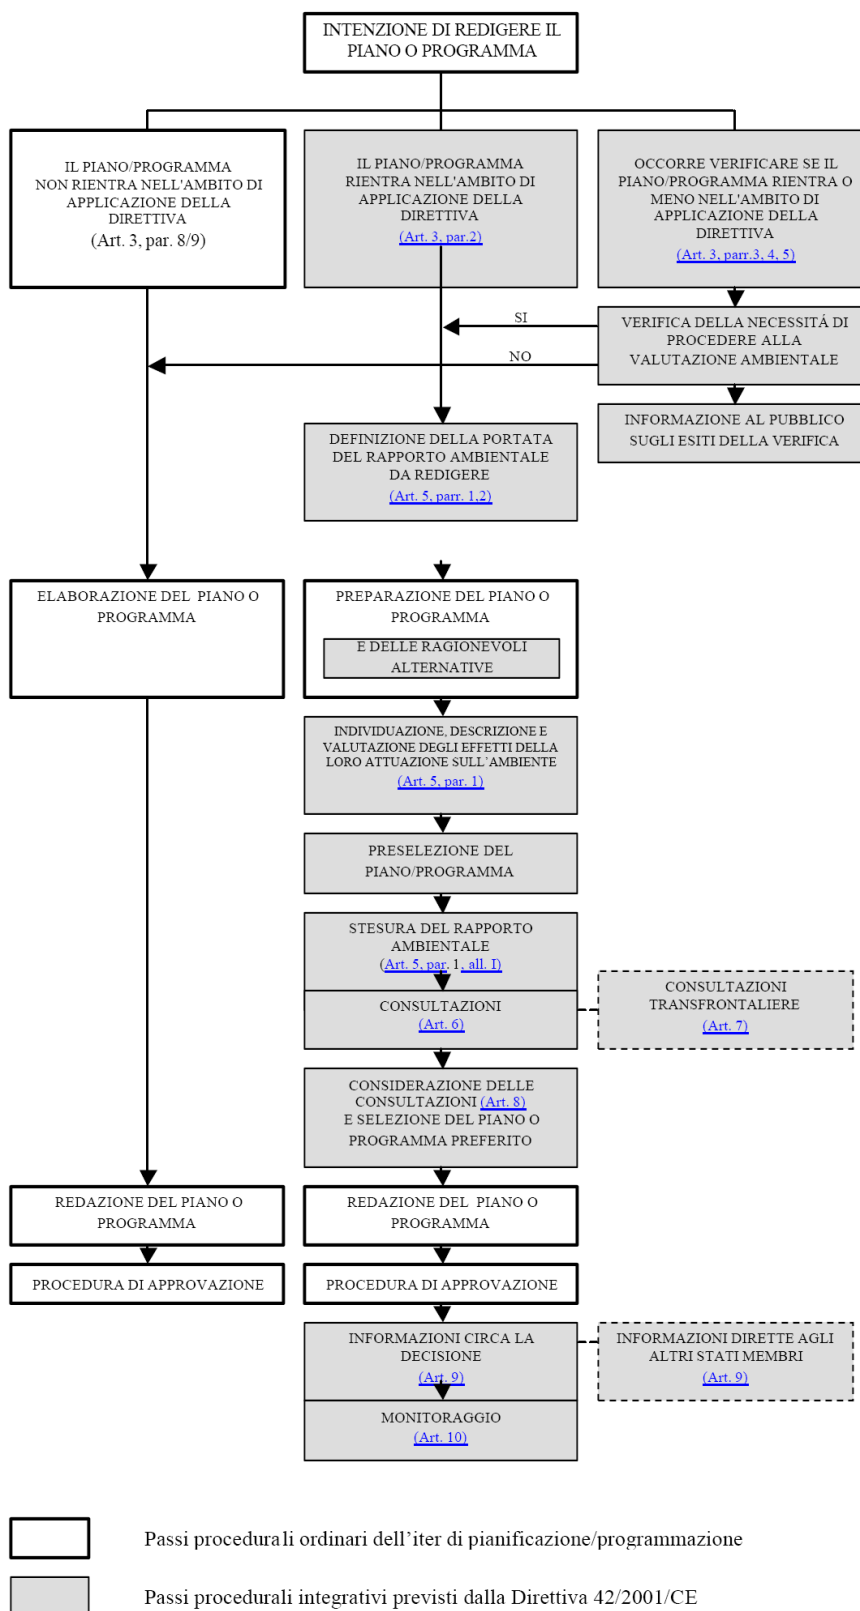 INTENZIONE DI REDIGERE IL
PIANO O PROGRAMMA
IL PIANO/PROGRAMMA
NON RIENTRA NELL'AMBITO DI
APPLICAZIONE DELLA
DIRETTIVA
(Art. 3, par. 8/9)
IL PIANO/PROGRAMMA
RIENTRA NELL'AMBITO DI
APPLICAZIONE DELLA
DIRETTIVA
(Art. 3, par.2)
OCCORRE VERIFICARE SE IL
PIANO/PROGRAMMA RIENTRA O
MENO NELL'AMBITO DI
APPLICAZIONE DELLA
DIRETTIVA
(Art. 3, parr.3, 4, 5)
SI
NO
VERIFICA DELLA NECESSITÁ DI
PROCEDERE ALLA
VALUTAZIONE AMBIENTALE
INFORMAZIONE AL PUBBLICO
SUGLI ESITI DELLA VERIFICA
DEFINIZIONE DELLA PORTATA
DEL RAPPORTO AMBIENTALE
DA REDIGERE
(Art. 5, parr. 1,2)
ELABORAZIONE DEL PIANO O
PROGRAMMA
PREPARAZIONE DEL PIANO O
PROGRAMMA
E DELLE RAGIONEVOLI
ALTERNATIVE
INDIVIDUAZIONE, DESCRIZIONE E
VALUTAZIONE DEGLI EFFETTI DELLA
LORO ATTUAZIONE SULL'AMBIENTE
(Art. 5, par. 1)
PRESELEZIONE DEL
PIANO/PROGRAMMA
STESURA DEL RAPPORTO
AMBIENTALE
(Art. 5, par. 1, all. I)
CONSULTAZIONI
(Art. 6)
CONSULTAZIONI
TRANSFRONTALIERE
(Art. 7)
CONSIDERAZIONE DELLE
CONSULTAZIONI (Art. 8)
E SELEZIONE DEL PIANO O
PROGRAMMA PREFERITO
REDAZIONE DEL PIANO O
PROGRAMMA
REDAZIONE DEL PIANO O
PROGRAMMA
PROCEDURA DI APPROVAZIONE
PROCEDURA DI APPROVAZIONE
INFORMAZIONI CIRCA LA
DECISIONE
(Art. 9)
INFORMAZIONI DIRETTE AGLI
ALTRI STATI MEMBRI
(Art. 9)
MONITORAGGIO
(Art. 10)
Passi procedurali ordinari dell'iter di pianificazione/programmazione
Passi procedurali integrativi previsti dalla Direttiva 42/2001/CE